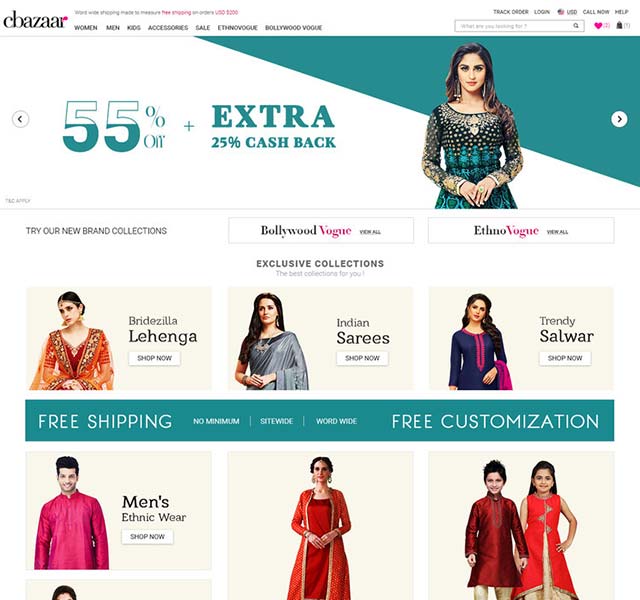 cbazaar
Word wide shipping made to measure free shipping on orders USD $200
TRACK ORDER LOGIN USD CALL NOW HELP
WOMEN MEN KIDS ACCESSORIES SALE ETHNOVOGUE BOLLYWOOD VOGUE
What are you looking for ?
(2)
(1)
55% Off + EXTRA
25% CASH BACK
T&C APPLY
TRY OUR NEW BRAND COLLECTIONS
Bollywood Vogue VIEW ALL
EthnoVogue VIEW ALL
EXCLUSIVE COLLECTIONS
The best collections for you !
Bridezilla
Lehenga
SHOP NOW
Indian
Sarees
SHOP NOW
Trendy
Salwar
SHOP NOW
FREE SHIPPING NO MINIMUM | SITEWIDE | WORD WIDE FREE CUSTOMIZATION
Men's
Ethnic Wear
SHOP NOW